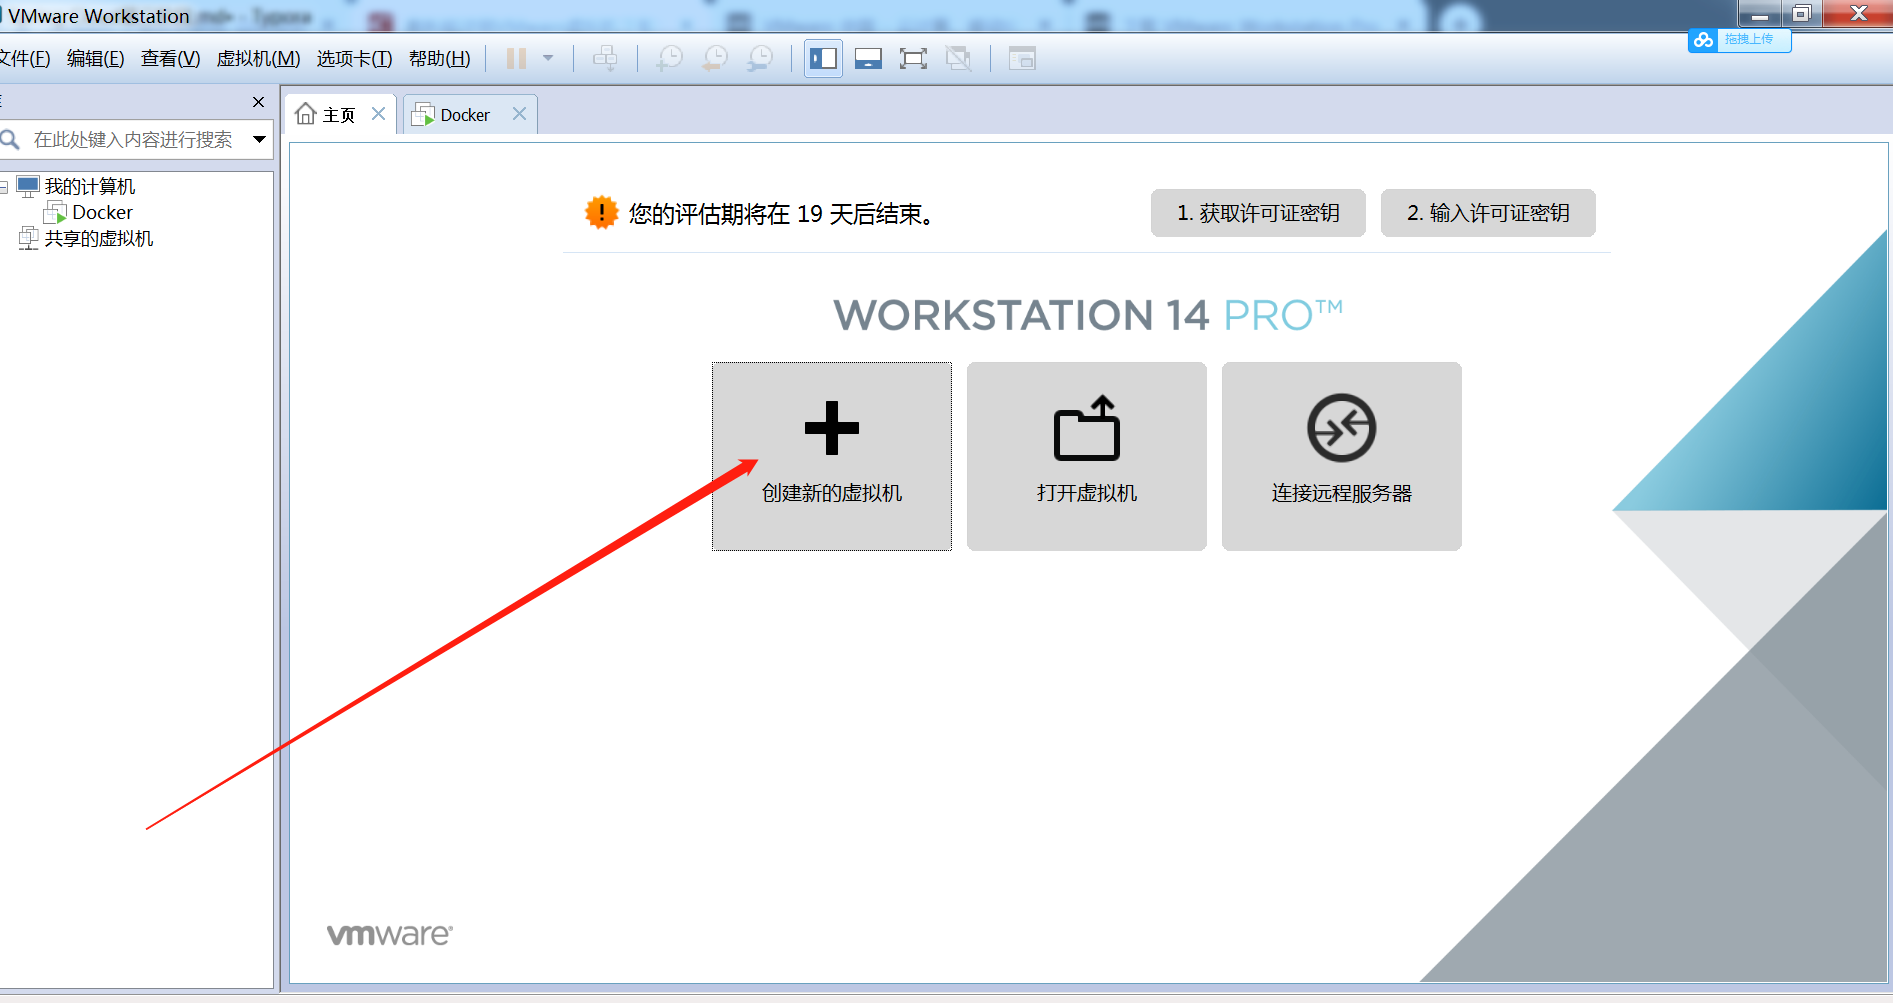 VMware Workstation
文件(F) 编辑(E) 查看(V) 虚拟机(M) 选项卡(T) 帮助(H)
拖拽上传
主页
Docker
在此处键入内容进行搜索
我的计算机
Docker
共享的虚拟机
您的评估期将在 19 天后结束。
1. 获取许可证密钥
2. 输入许可证密钥
WORKSTATION 14 PRO™
创建新的虚拟机
打开虚拟机
连接远程服务器
vmware®